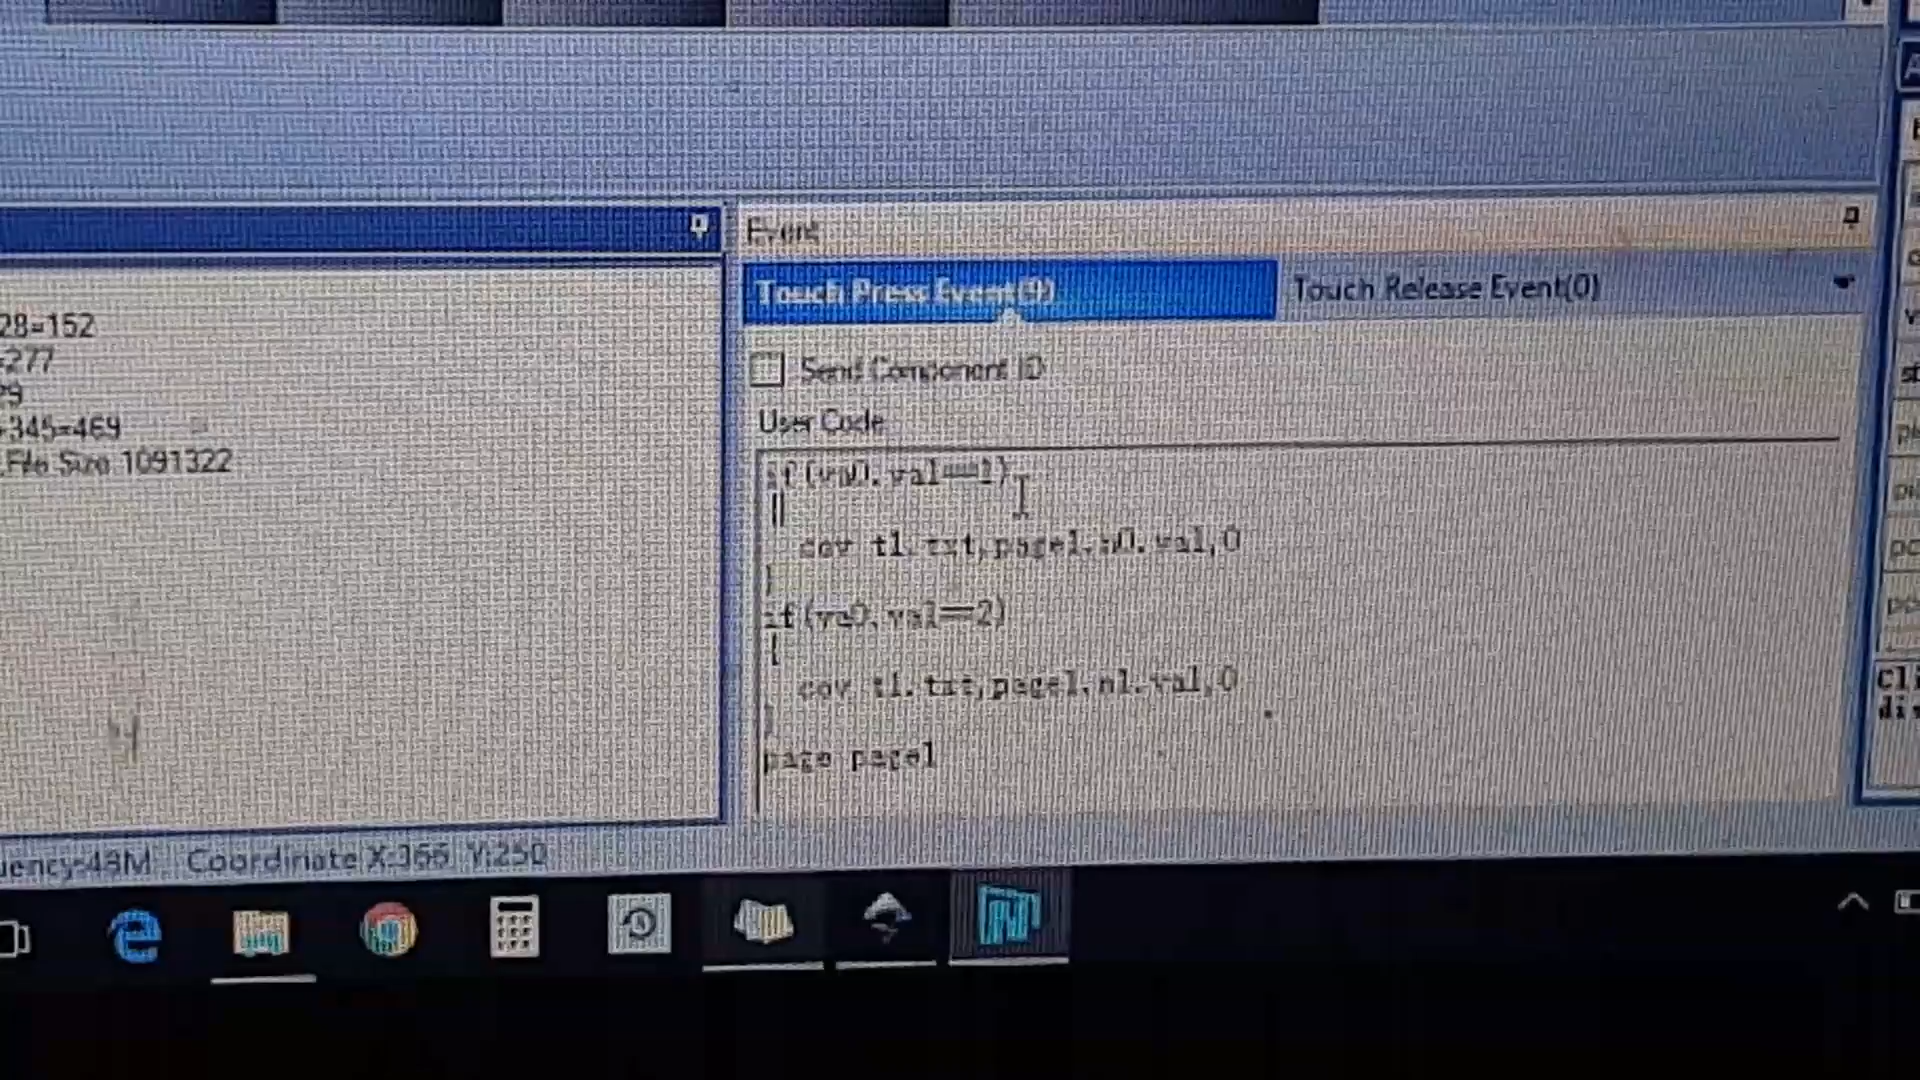 Event
Touch Press Event(9)
Touch Release Event(0)
28=152
=277
Send Component ID
User Code
+345=469
File Size 1091322
if(va0.val==1)
{
cov t1.txt,page1.n0.val,0
}
if(va0.val==2)
{
cov t1.txt,page1.n1.val,0
}
page page1
Coordinate X:366 Y:250